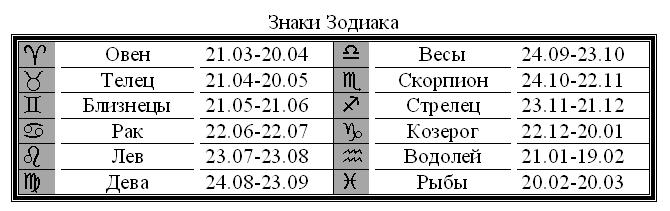 Знаки Зодиака
♈ Овен 21.03-20.04 ♎ Весы 24.09-23.10
♉ Телец 21.04-20.05 ♏ Скорпион 24.10-22.11
♊ Близнецы 21.05-21.06 ♐ Стрелец 23.11-21.12
♋ Рак 22.06-22.07 ♑ Козерог 22.12-20.01
♌ Лев 23.07-23.08 ♒ Водолей 21.01-19.02
♍ Дева 24.08-23.09 ♓ Рыбы 20.02-20.03